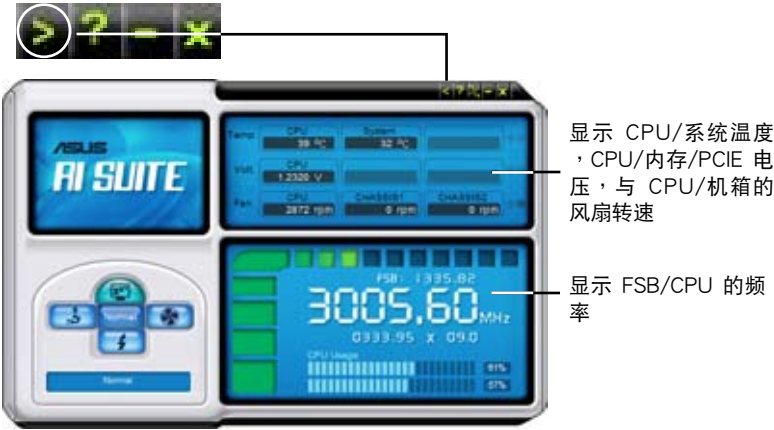 > ? - x
< ? - x
ASUS
AI SUITE
Temp CPU System
39 °C 32 °C
Volt CPU
1.2320 V
Fan CPU CHASSIS1 CHASSIS2
2872 rpm 0 rpm 0 rpm
显示 CPU/系统温度
，CPU/内存/PCIE 电
压，与 CPU/机箱的
风扇转速
FSB: 1335.82
3005.60MHz
0333.95 x 09.0
CPU Usage
57%
显示 FSB/CPU 的频
率
Normal
Normal